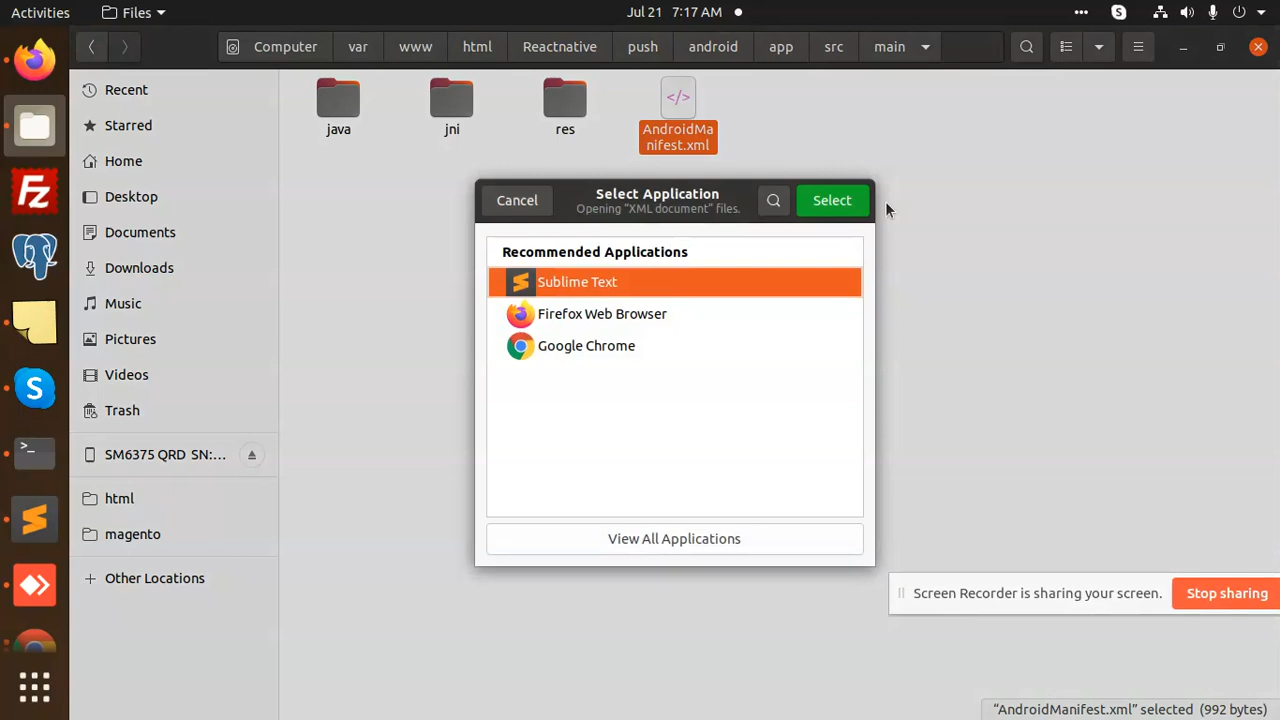 Activities
Files
Jul 21 7:17 AM
Computer
var
www
html
Reactnative
push
android
app
src
main
Recent
Starred
Home
Desktop
Documents
Downloads
Music
Pictures
Videos
Trash
SM6375 QRD SN:...
html
magento
+ Other Locations
java
jni
res
</>
AndroidMa
nifest.xml
Cancel
Select Application
Opening "XML document" files.
Select
Recommended Applications
Sublime Text
Firefox Web Browser
Google Chrome
View All Applications
Screen Recorder is sharing your screen.
Stop sharing
"AndroidManifest.xml" selected (992 bytes)